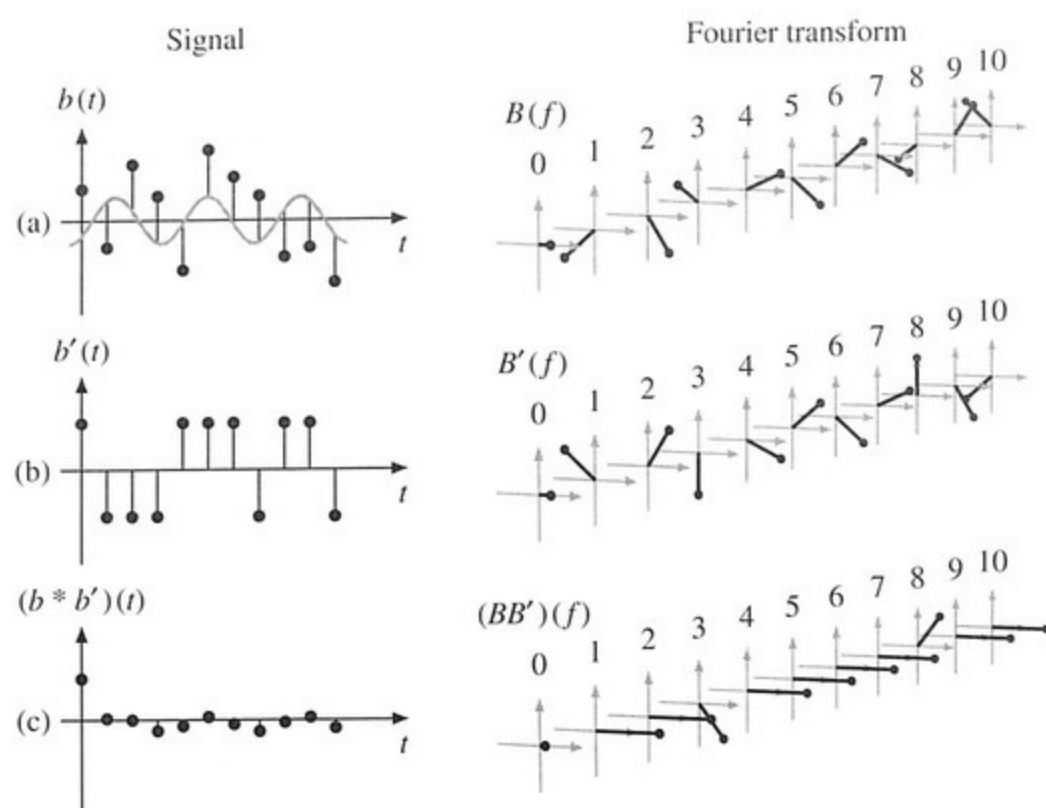 Signal
Fourier transform
b(t)
B(f)
0 1 2 3 4 5 6 7 8 9 10
(a)
t
b′(t)
B′(f)
0 1 2 3 4 5 6 7 8 9 10
(b)
t
(b * b′)(t)
(BB′)(f)
0 1 2 3 4 5 6 7 8 9 10
(c)
t